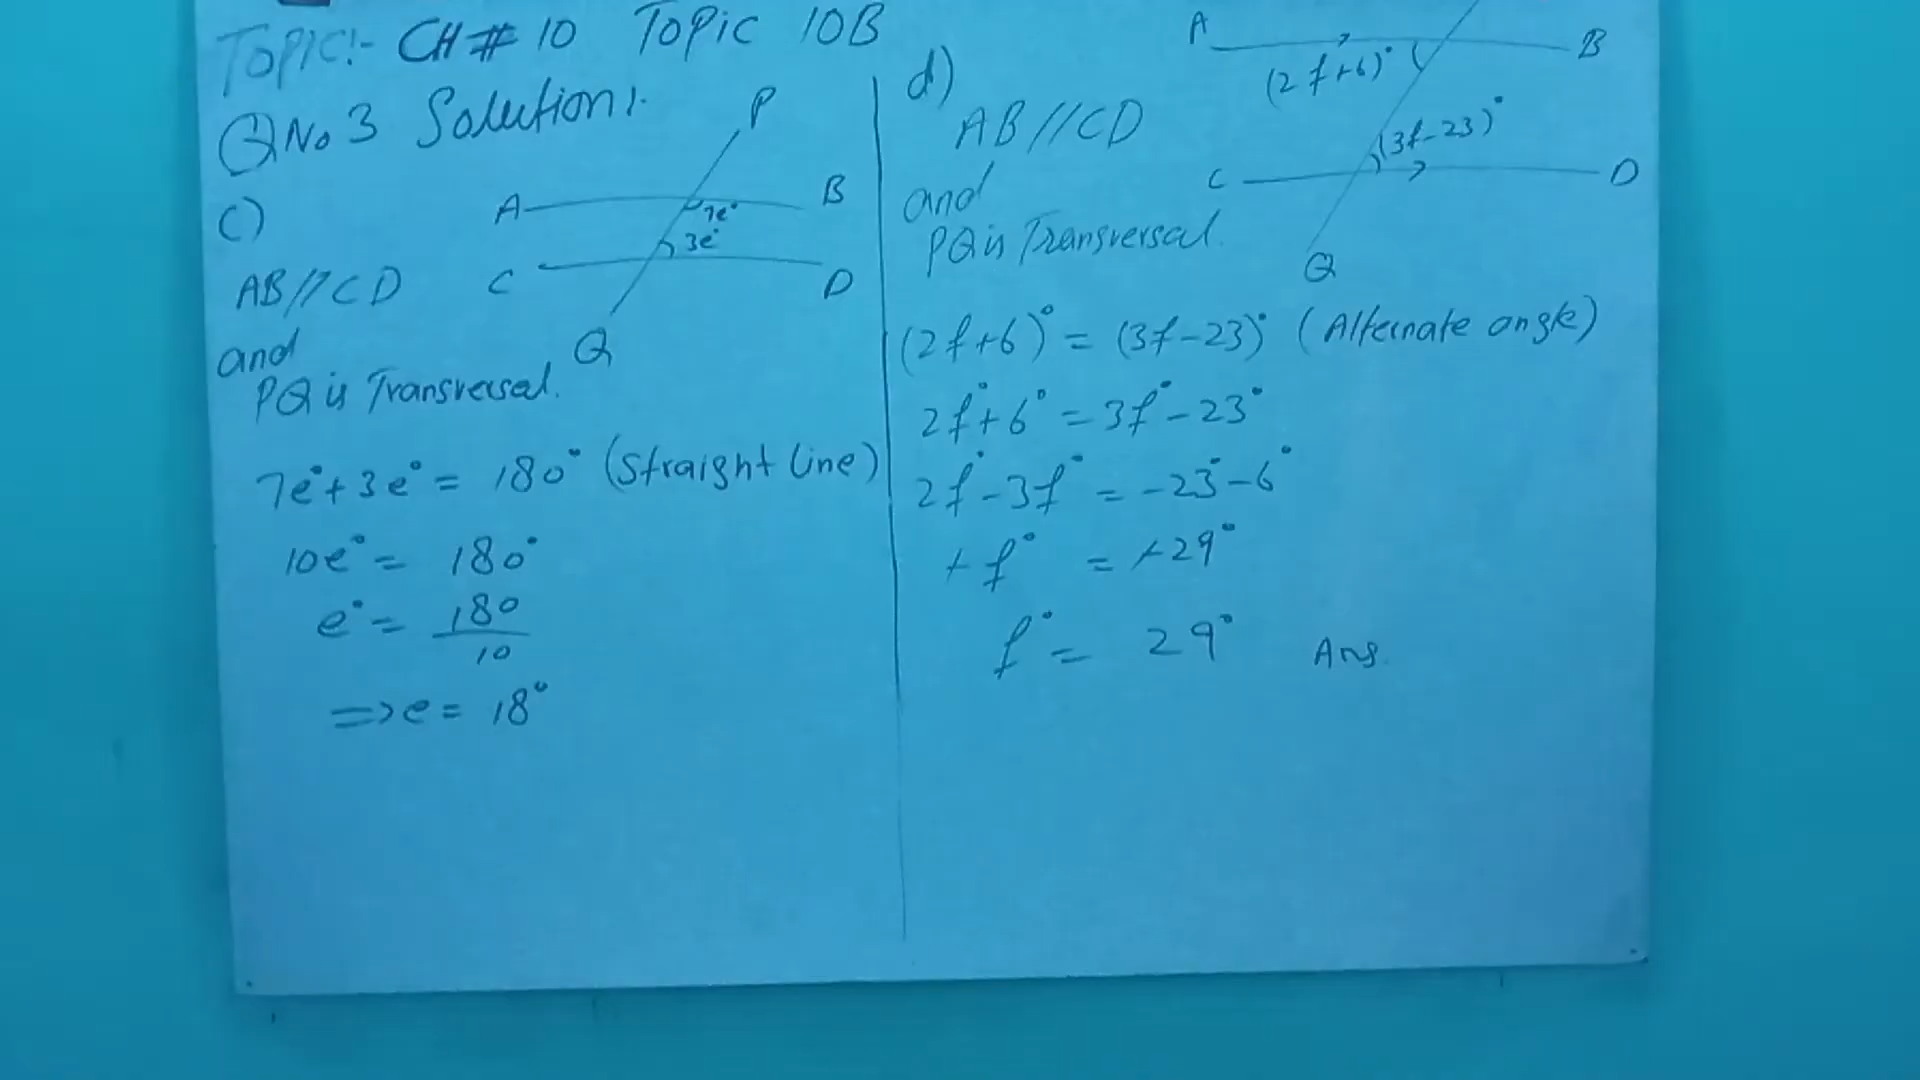 TOPIC:- CH # 10 Topic 10B
Q No 3 Solution:
c)
P
A B
7e°
3e°
C D
Q
AB//CD
and
PQ is Transversal.
7e°+3e° = 180° (Straight Line)
10e° = 180°
e° = 180
10
=> e = 18°
d)
A B
(2f+6)°
(3f-23)°
C D
Q
AB//CD
and
PQ is Transversal.
(2f+6)° = (3f-23)° (Alternate angle)
2f°+6° = 3f°-23°
2f°-3f° = -23°-6°
+f° = +29°
f° = 29° Ans.